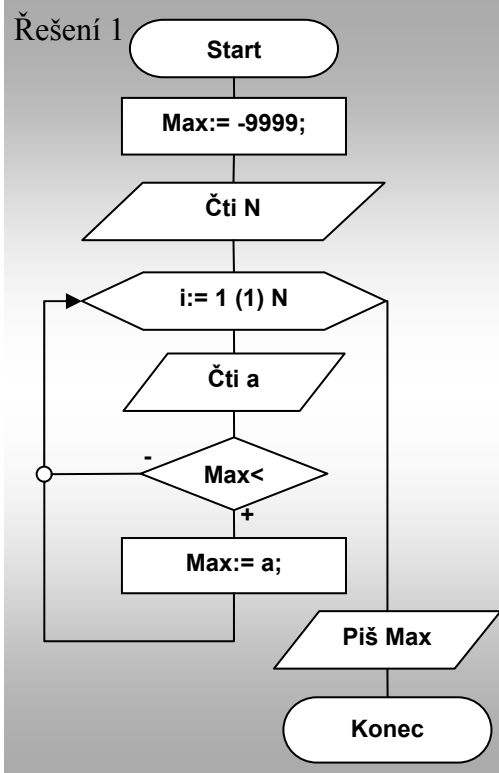 Řešení 1
Start
Max:= -9999;
Čti N
i:= 1 (1) N
Čti a
-
Max<
+
Max:= a;
Piš Max
Konec